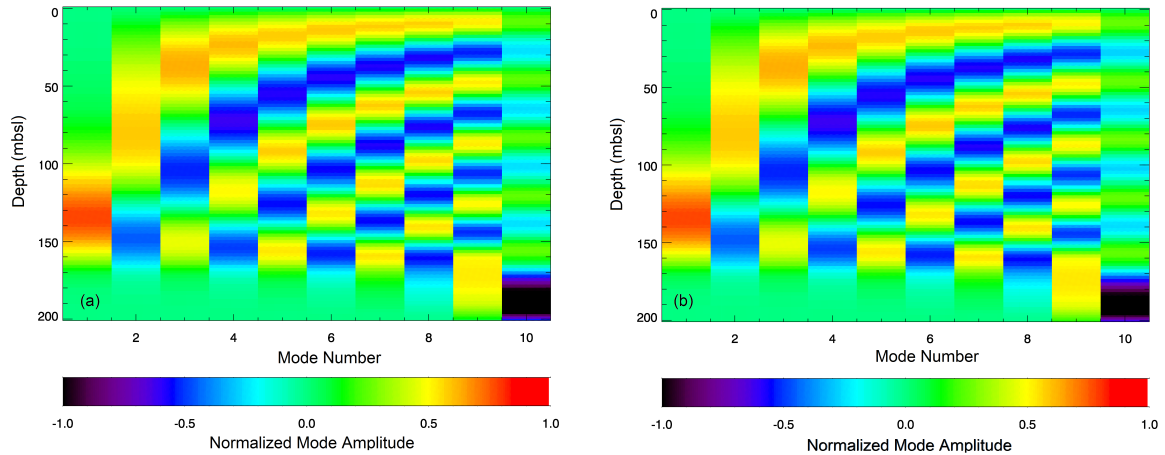 0
50
100
150
200
Depth (mbsl)
(a)
2 4 6 8 10
Mode Number
-1.0 -0.5 0.0 0.5 1.0
Normalized Mode Amplitude
0
50
100
150
200
Depth (mbsl)
(b)
2 4 6 8 10
Mode Number
-1.0 -0.5 0.0 0.5 1.0
Normalized Mode Amplitude